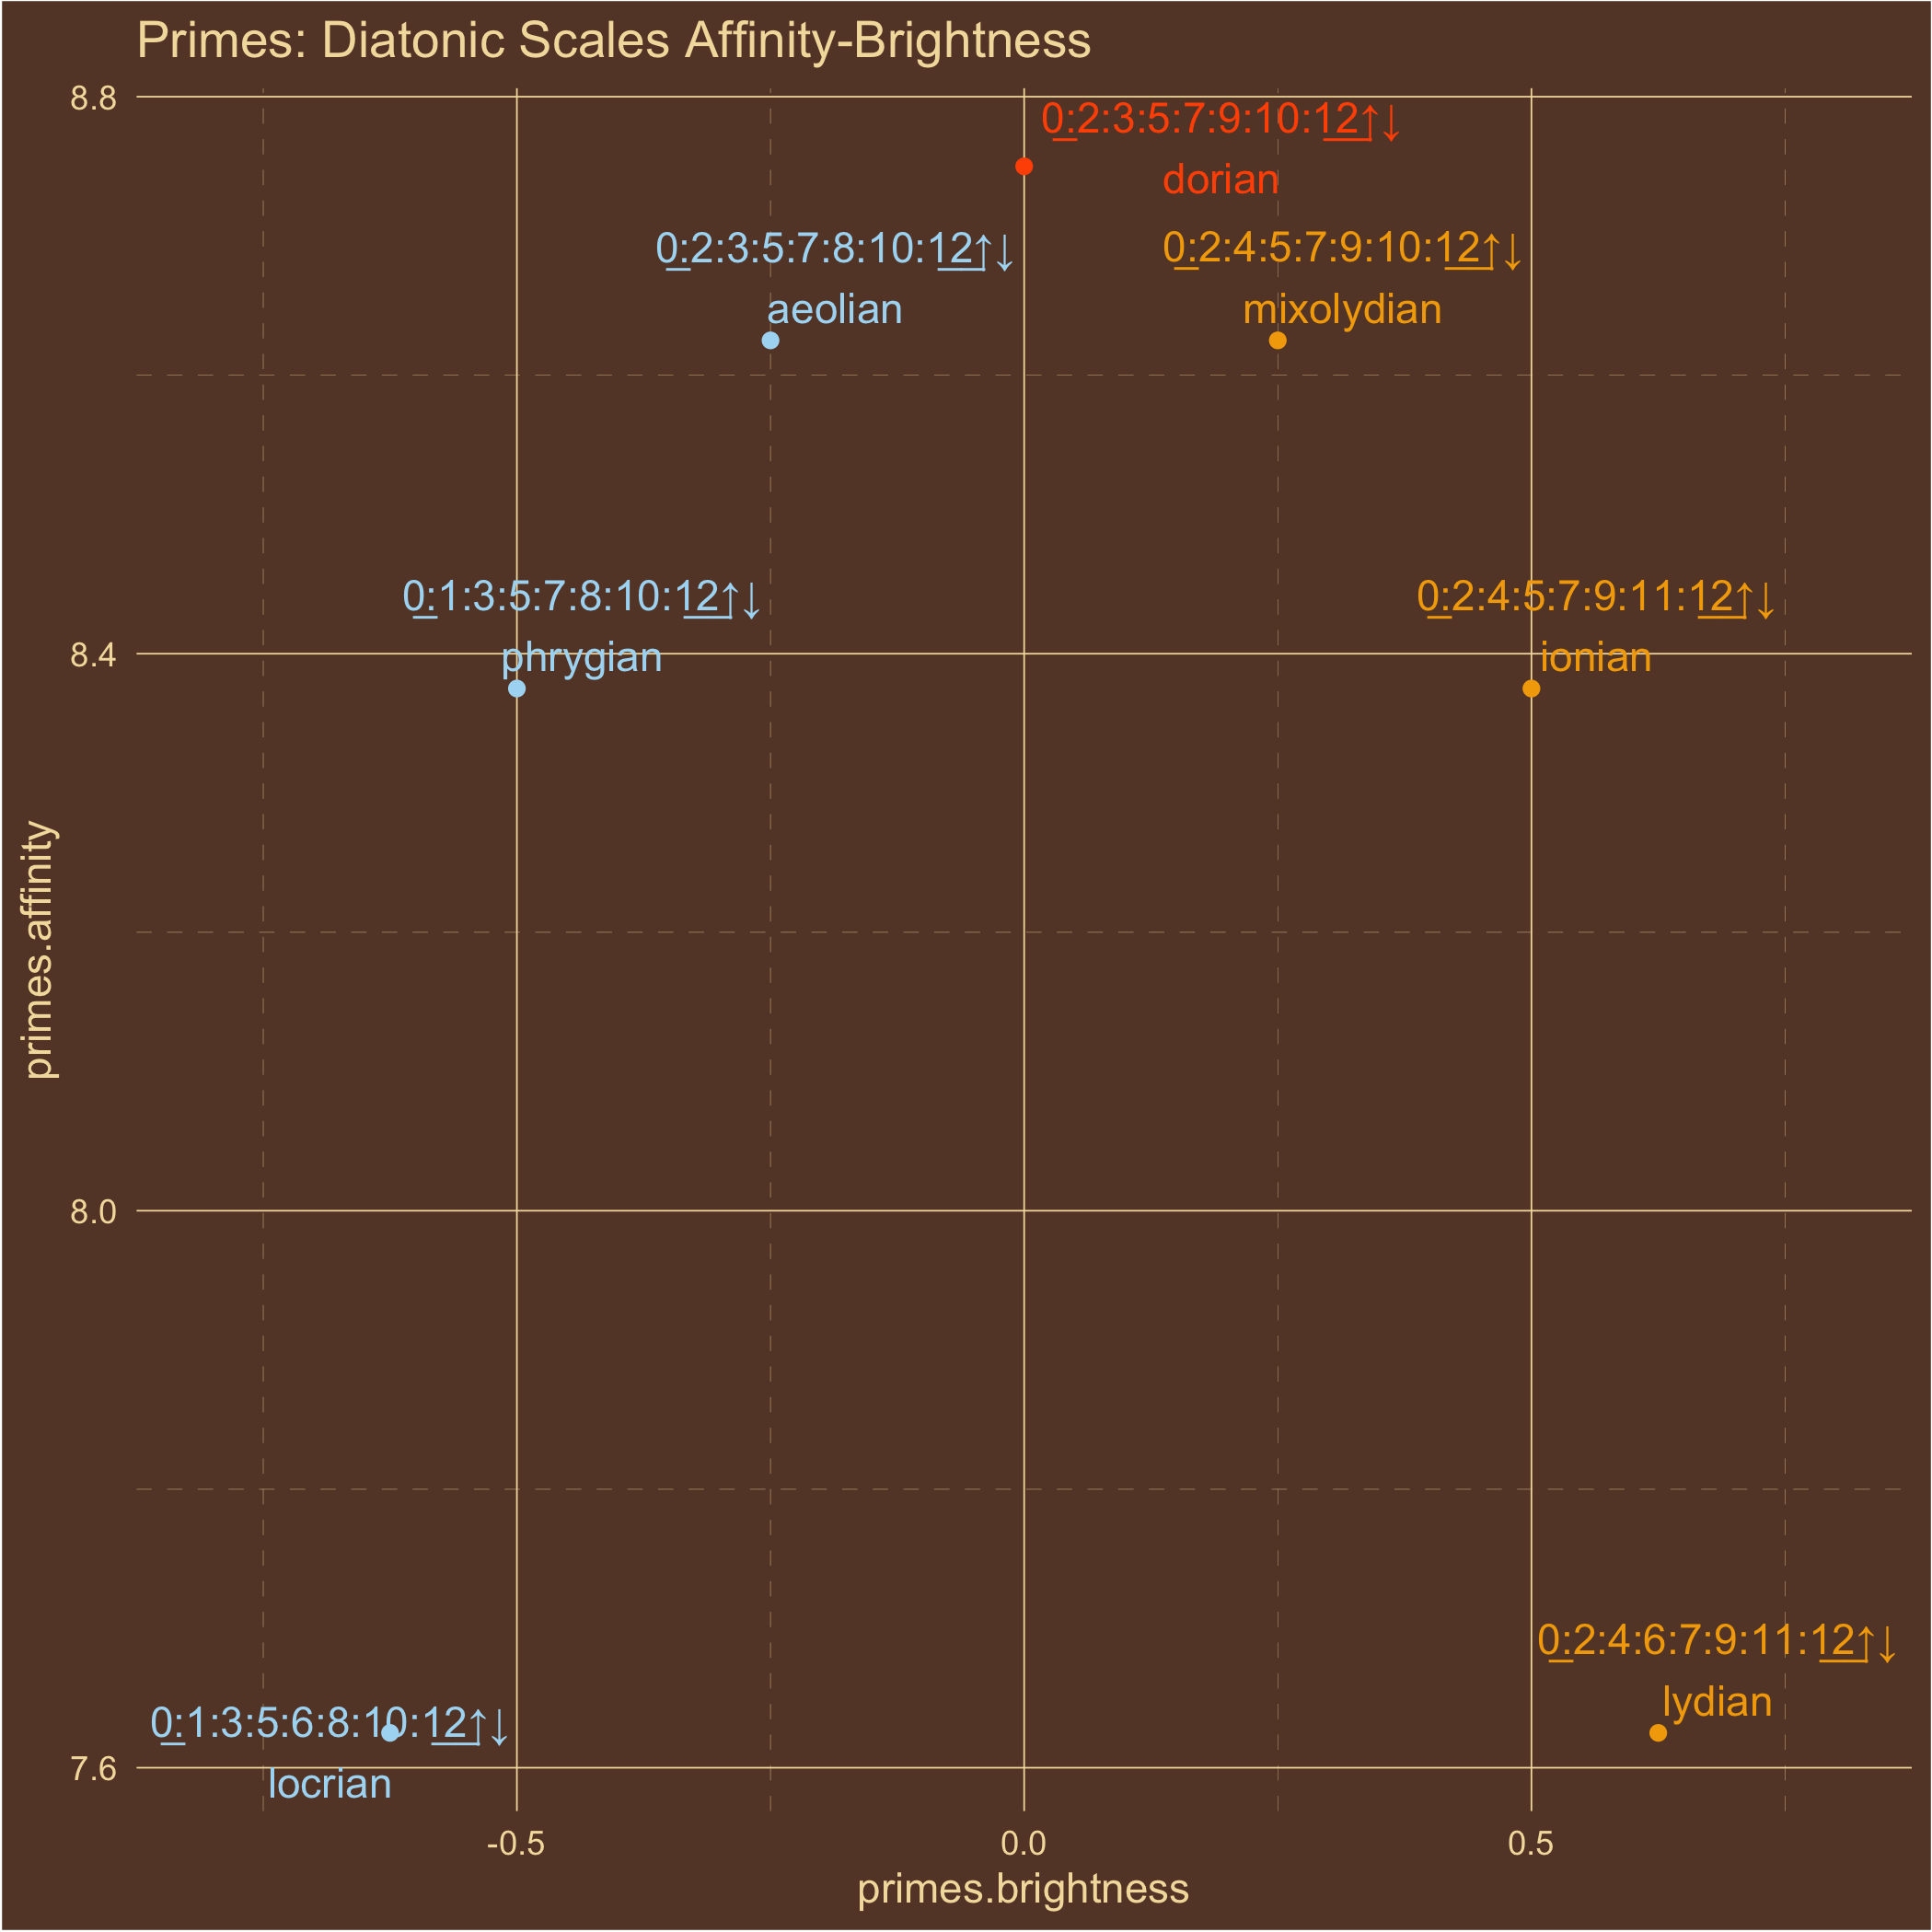 Primes: Diatonic Scales Affinity-Brightness
8.8
0:2:3:5:7:9:10:12↑↓
dorian
0:2:3:5:7:8:10:12↑↓
aeolian
0:2:4:5:7:9:10:12↑↓
mixolydian
0:1:3:5:7:8:10:12↑↓
phrygian
0:2:4:5:7:9:11:12↑↓
ionian
8.4
primes.affinity
8.0
0:2:4:6:7:9:11:12↑↓
lydian
0:1:3:5:6:8:10:12↑↓
locrian
7.6
-0.5
0.0
0.5
primes.brightness